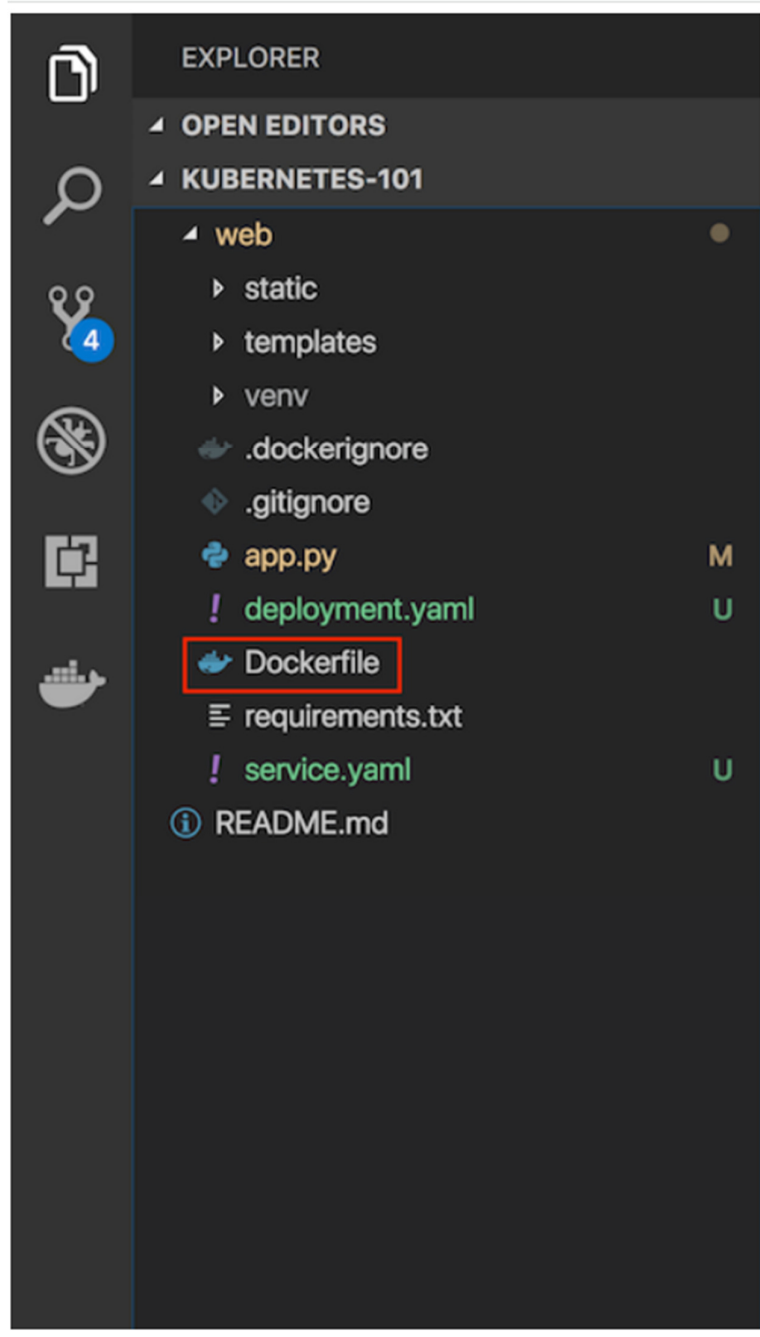 EXPLORER
OPEN EDITORS
KUBERNETES-101
web
static
templates
4
venv
.dockerignore
.gitignore
app.py M
deployment.yaml U
Dockerfile
requirements.txt
service.yaml U
README.md